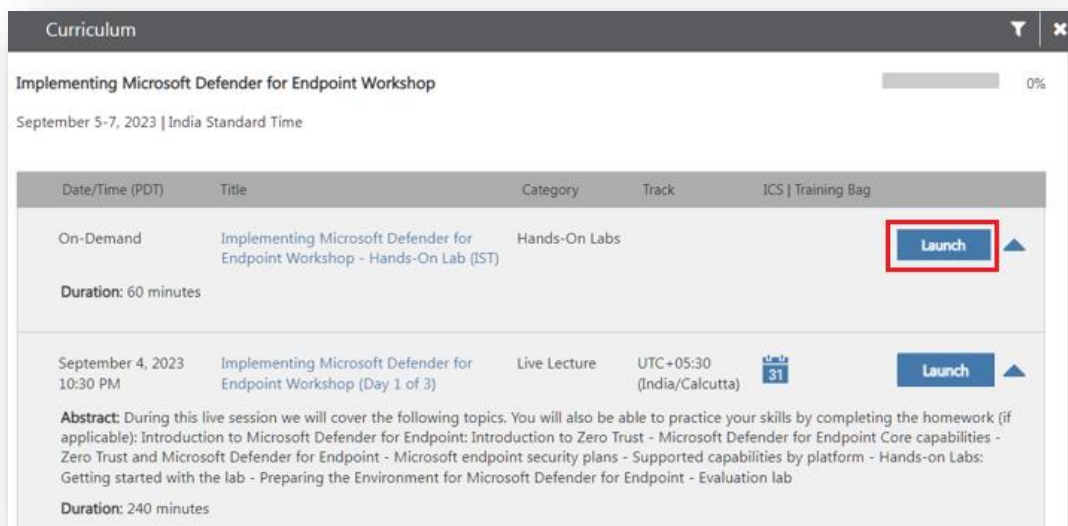 Curriculum
Implementing Microsoft Defender for Endpoint Workshop
0%
September 5-7, 2023 | India Standard Time
Date/Time (PDT) Title Category Track ICS | Training Bag
On-Demand
Implementing Microsoft Defender for
Endpoint Workshop - Hands-On Lab (IST)
Hands-On Labs
Launch
Duration: 60 minutes
September 4, 2023
10:30 PM
Implementing Microsoft Defender for
Endpoint Workshop (Day 1 of 3)
Live Lecture
UTC+05:30
(India/Calcutta)
31
Launch
Abstract: During this live session we will cover the following topics. You will also be able to practice your skills by completing the homework (if
applicable): Introduction to Microsoft Defender for Endpoint: Introduction to Zero Trust - Microsoft Defender for Endpoint Core capabilities -
Zero Trust and Microsoft Defender for Endpoint - Microsoft endpoint security plans - Supported capabilities by platform - Hands-on Labs:
Getting started with the lab - Preparing the Environment for Microsoft Defender for Endpoint - Evaluation lab
Duration: 240 minutes